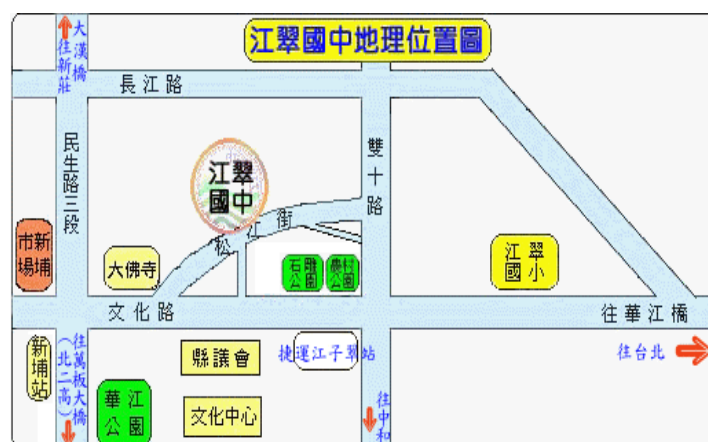 江翠國中地理位置圖
大漢橋
往新莊
長江路
民生路三段
雙十路
江翠
國中
松江街
新埔
市場
大佛寺
石雕
公園
農村
公園
江翠
國小
文化路
往華江橋
新埔站
往萬板大橋
(北二高)
縣議會
捷運江子翠站
往台北
華江
公園
文化中心
往中和